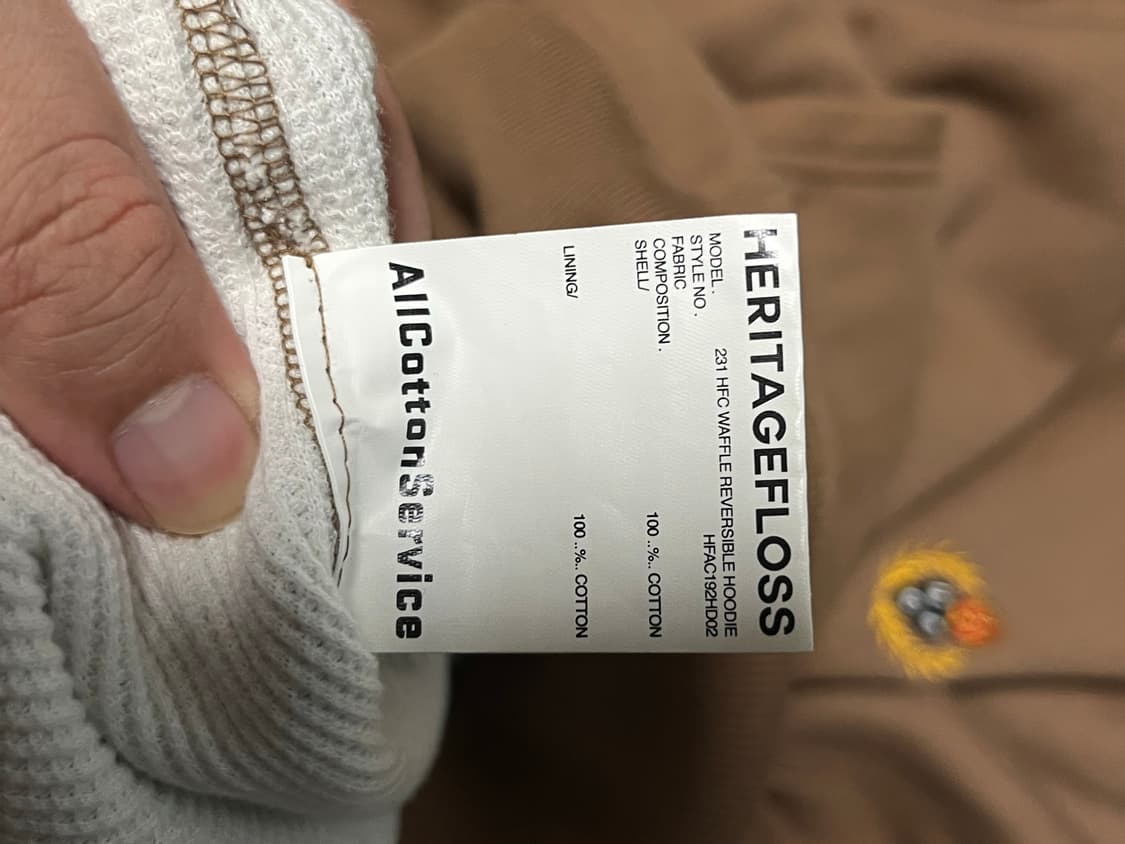 HERITAGEFLOSS
MODEL . 231 HFC WAFFLE REVERSIBLE HOODIE
STYLE NO . HFAC192HD02
FABRIC
COMPOSITION .
SHELL/ 100 ..%.. COTTON
LINING/ 100 ..%.. COTTON
AllCottonService